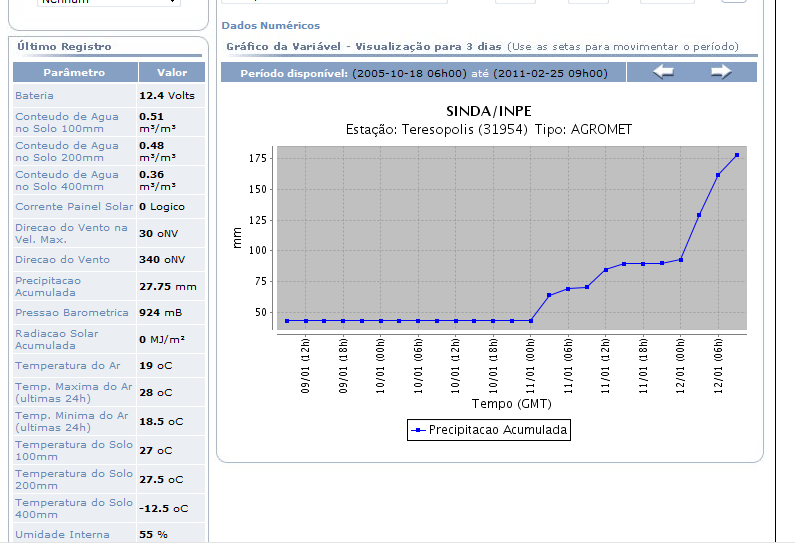 Nenhum
Último Registro
Parâmetro Valor
Bateria 12.4 Volts
Conteudo de Agua 0.51
no Solo 100mm m³/m³
Conteudo de Agua 0.48
no Solo 200mm m³/m³
Conteudo de Agua 0.36
no Solo 400mm m³/m³
Corrente Painel Solar 0 Logico
Direcao do Vento na
Vel. Max. 30 oNV
Direcao do Vento 340 oNV
Precipitacao
Acumulada 27.75 mm
Pressao Barometrica 924 mB
Radiacao Solar
Acumulada 0 MJ/m²
Temperatura do Ar 19 oC
Temp. Maxima do Ar
(ultimas 24h) 28 oC
Temp. Minima do Ar
(ultimas 24h) 18.5 oC
Temperatura do Solo
100mm 27 oC
Temperatura do Solo
200mm 27.5 oC
Temperatura do Solo
400mm -12.5 oC
Umidade Interna 55 %
Dados Numéricos
Gráfico da Variável - Visualização para 3 dias (Use as setas para movimentar o período)
Período disponível: (2005-10-18 06h00) até (2011-02-25 09h00)
SINDA/INPE
Estação: Teresopolis (31954) Tipo: AGROMET
175
150
125
100
75
50
mm
09/01 (12h)
09/01 (18h)
10/01 (00h)
10/01 (06h)
10/01 (12h)
10/01 (18h)
11/01 (00h)
11/01 (06h)
11/01 (12h)
11/01 (18h)
12/01 (00h)
12/01 (06h)
Tempo (GMT)
Precipitacao Acumulada